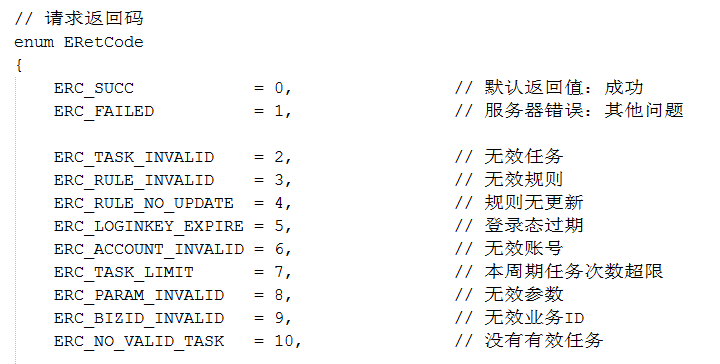 // 请求返回码
enum ERetCode
{
    ERC_SUCC            = 0,                // 默认返回值：成功
    ERC_FAILED          = 1,                // 服务器错误：其他问题

    ERC_TASK_INVALID    = 2,                // 无效任务
    ERC_RULE_INVALID    = 3,                // 无效规则
    ERC_RULE_NO_UPDATE  = 4,                // 规则无更新
    ERC_LOGINKEY_EXPIRE = 5,                // 登录态过期
    ERC_ACCOUNT_INVALID = 6,                // 无效账号
    ERC_TASK_LIMIT      = 7,                // 本周期任务次数超限
    ERC_PARAM_INVALID   = 8,                // 无效参数
    ERC_BIZID_INVALID   = 9,                // 无效业务ID
    ERC_NO_VALID_TASK   = 10,               // 没有有效任务